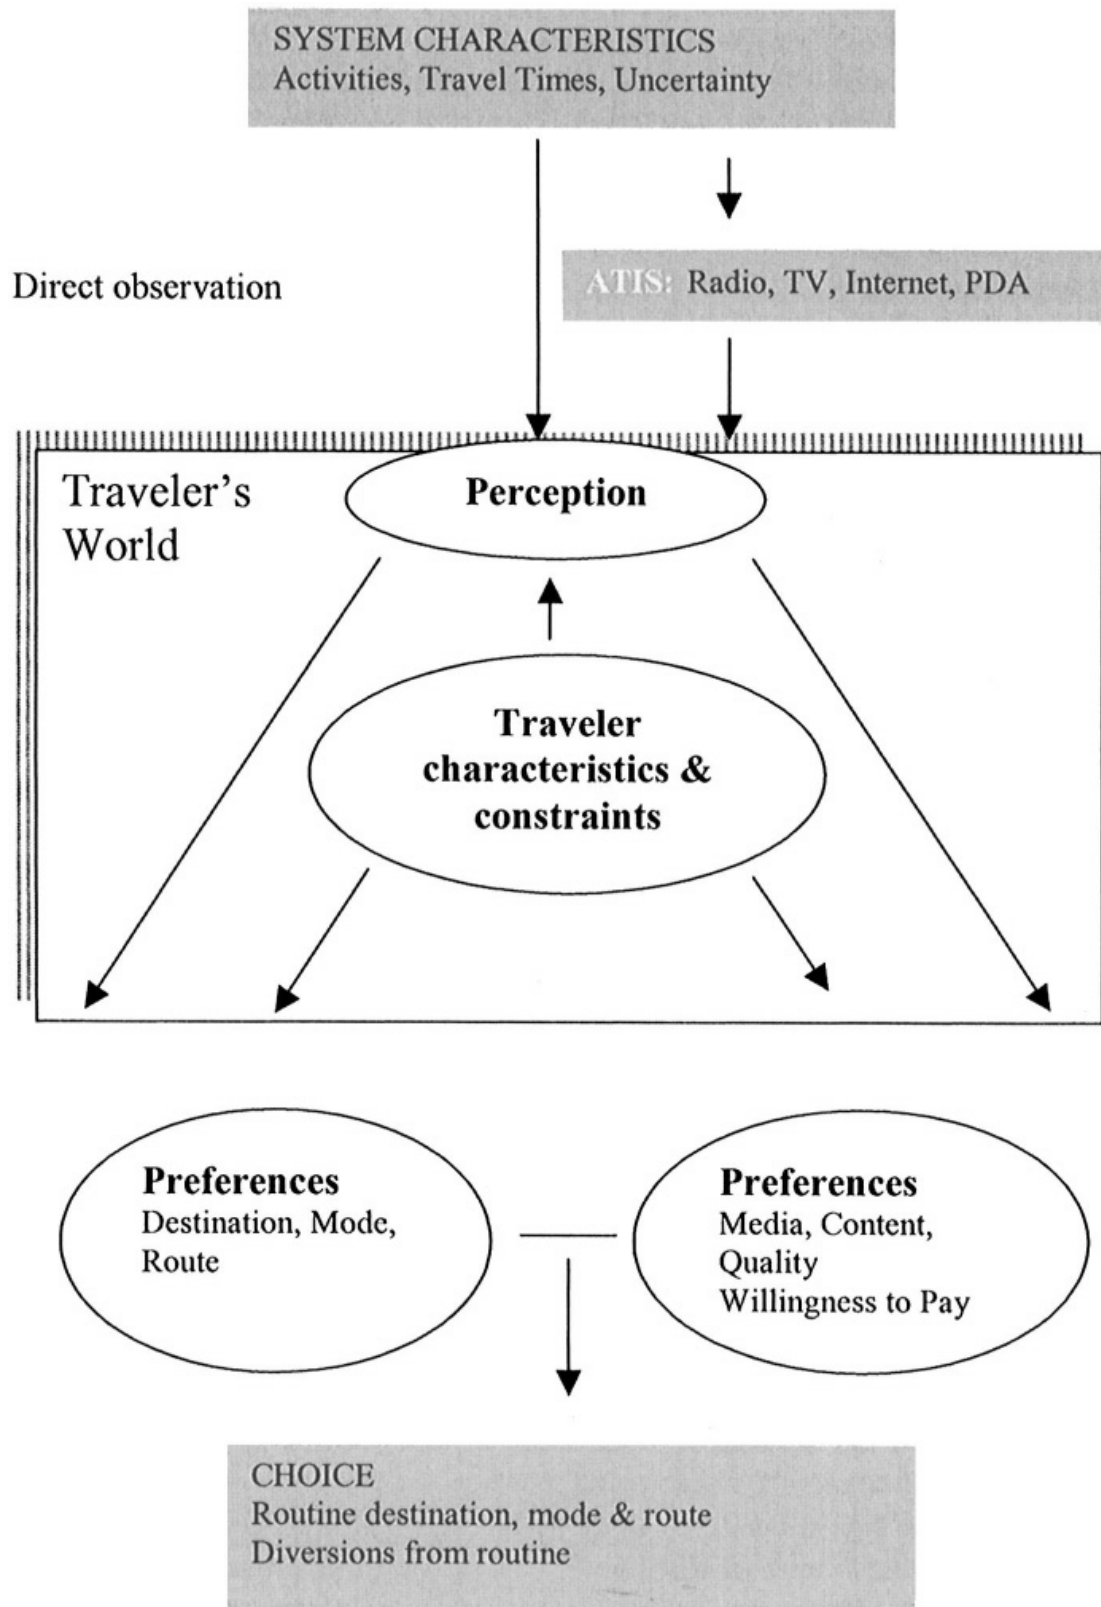 SYSTEM CHARACTERISTICS
Activities, Travel Times, Uncertainty
Direct observation
ATIS: Radio, TV, Internet, PDA
Traveler's
World
Perception
Traveler
characteristics &
constraints
Preferences
Destination, Mode,
Route
Preferences
Media, Content,
Quality
Willingness to Pay
CHOICE
Routine destination, mode & route
Diversions from routine